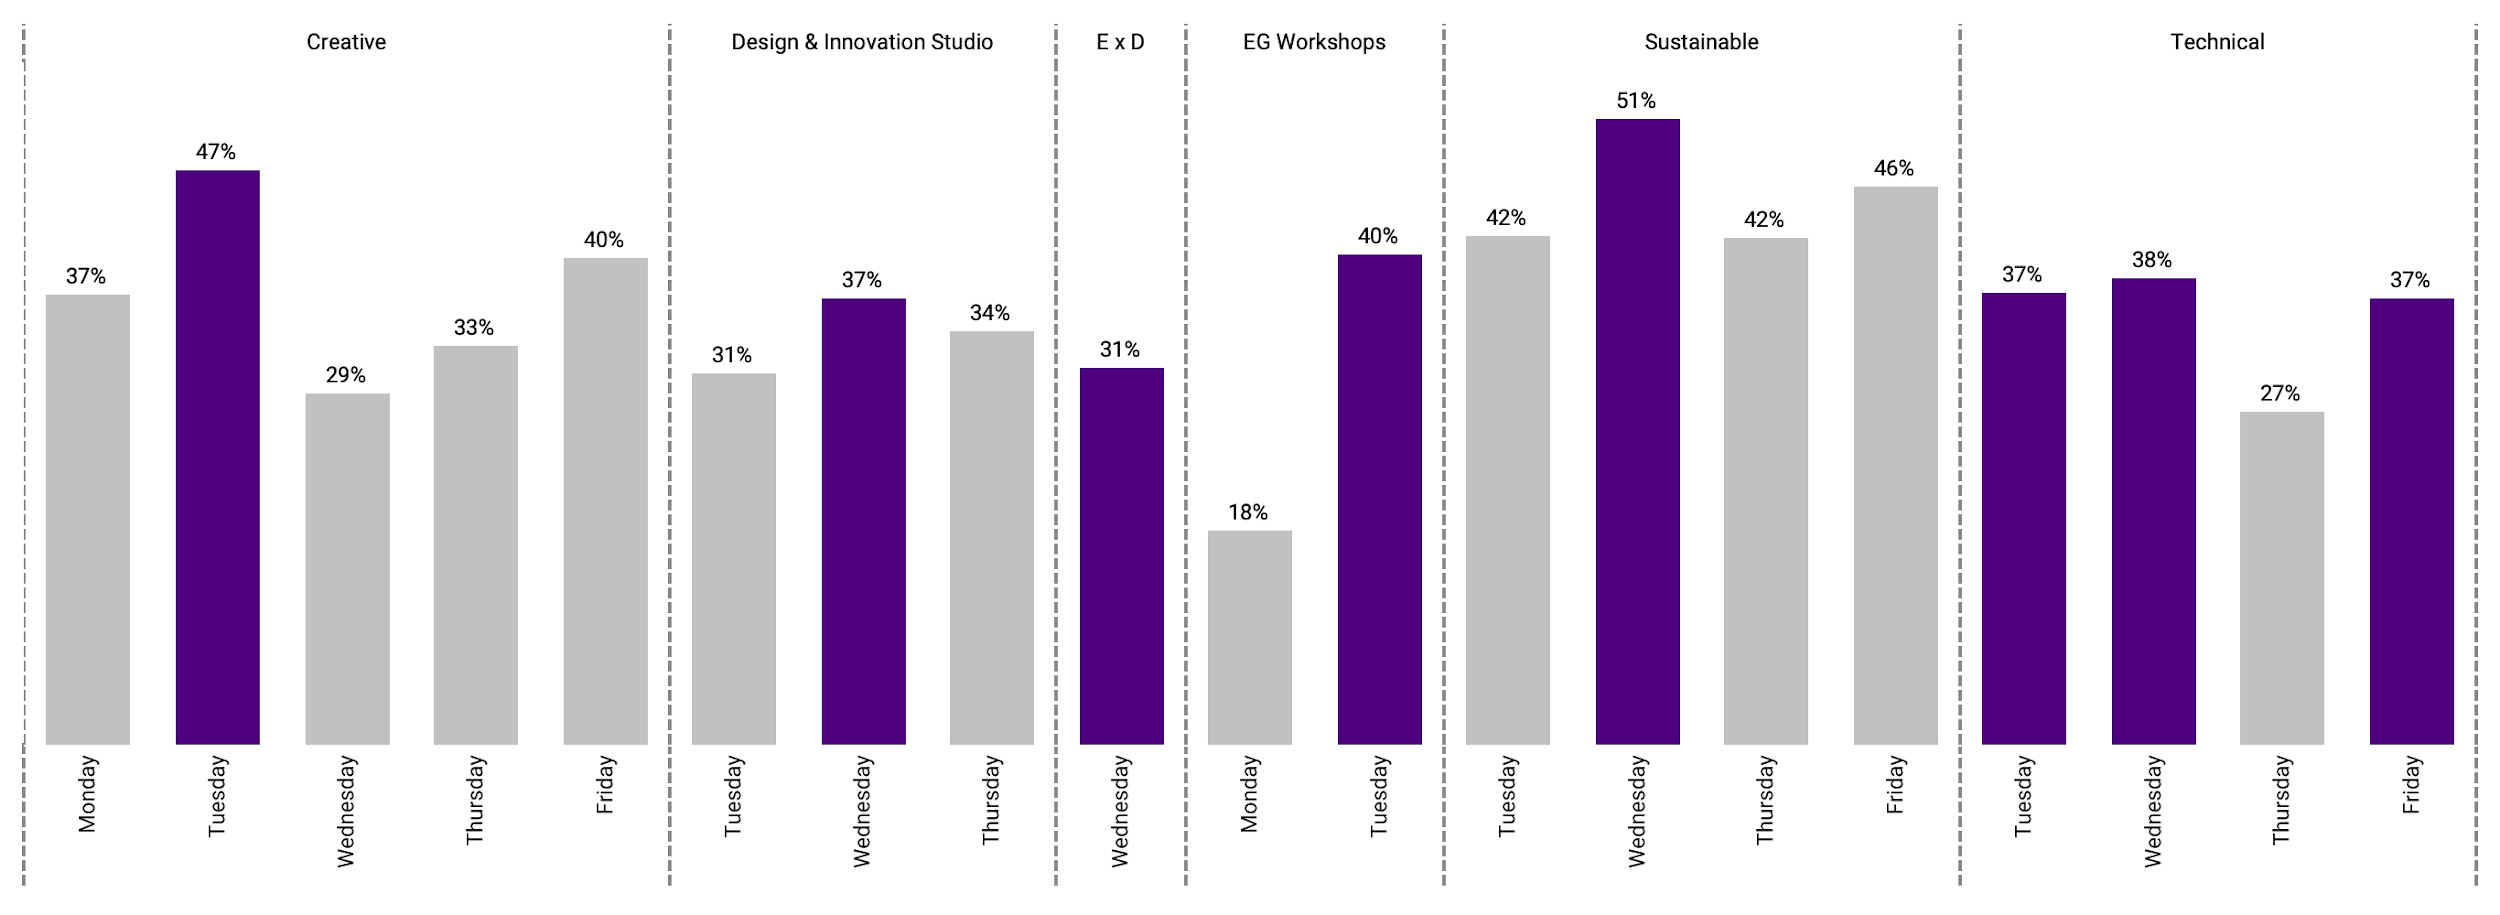 Creative
Design & Innovation Studio
E x D
EG Workshops
Sustainable
Technical
37%
47%
29%
33%
40%
31%
37%
34%
31%
18%
40%
42%
51%
42%
46%
37%
38%
27%
37%
Monday
Tuesday
Wednesday
Thursday
Friday
Tuesday
Wednesday
Thursday
Wednesday
Monday
Tuesday
Tuesday
Wednesday
Thursday
Friday
Tuesday
Wednesday
Thursday
Friday